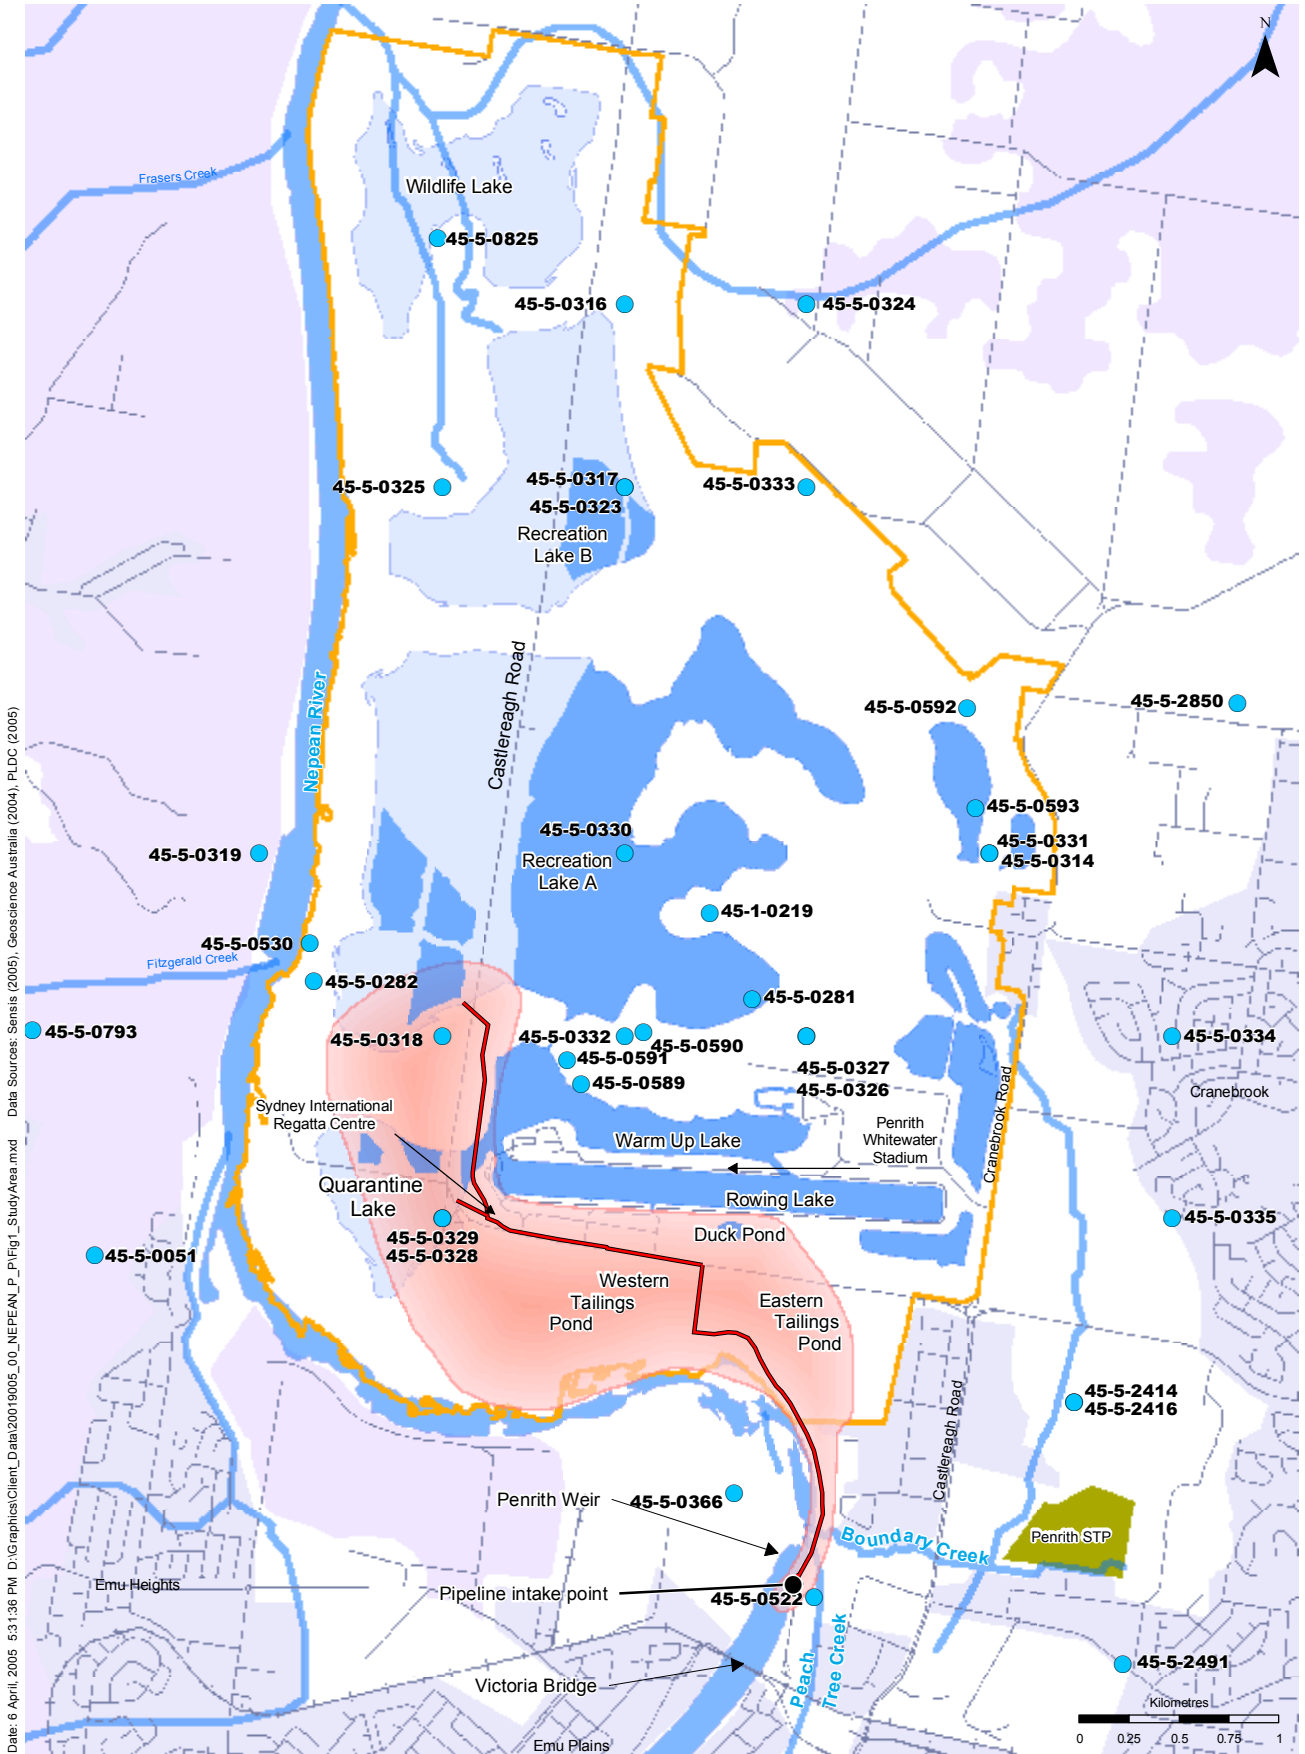 N
Frasers Creek
Wildlife Lake
45-5-0825
45-5-0316
45-5-0324
45-5-0325
45-5-0317
45-5-0323
45-5-0333
Recreation
Lake B
Castlereagh Road
Nepean River
45-5-0592
45-5-2850
45-5-0593
45-5-0330
45-5-0331
45-5-0314
45-5-0319
Recreation
Lake A
45-1-0219
45-5-0530
Fitzgerald Creek
45-5-0282
45-5-0281
45-5-0793
45-5-0318
45-5-0332
45-5-0590
45-5-0591
45-5-0589
45-5-0327
45-5-0326
45-5-0334
Cranebrook
Sydney International
Regatta Centre
Penrith
Whitewater
Stadium
Cranebrook Road
Warm Up Lake
Quarantine
Lake
Rowing Lake
45-5-0335
45-5-0329
45-5-0328
Duck Pond
45-5-0051
Western
Tailings
Pond
Eastern
Tailings
Pond
45-5-2414
45-5-2416
Castlereagh Road
Penrith Weir
45-5-0366
Boundary Creek
Penrith STP
Emu Heights
Pipeline intake point
45-5-0522
Peach
Tree Creek
45-5-2491
Victoria Bridge
Emu Plains
Kilometres
0 0.25 0.5 0.75 1
Date: 6 April, 2005 5:31:36 PM D:\Graphics\Client_Data\20019005_00_NEPEAN_P_P\Fig1_StudyArea.mxd Data Sources: Sensis (2005), Geoscience Australia (2004), PLDC (2005)